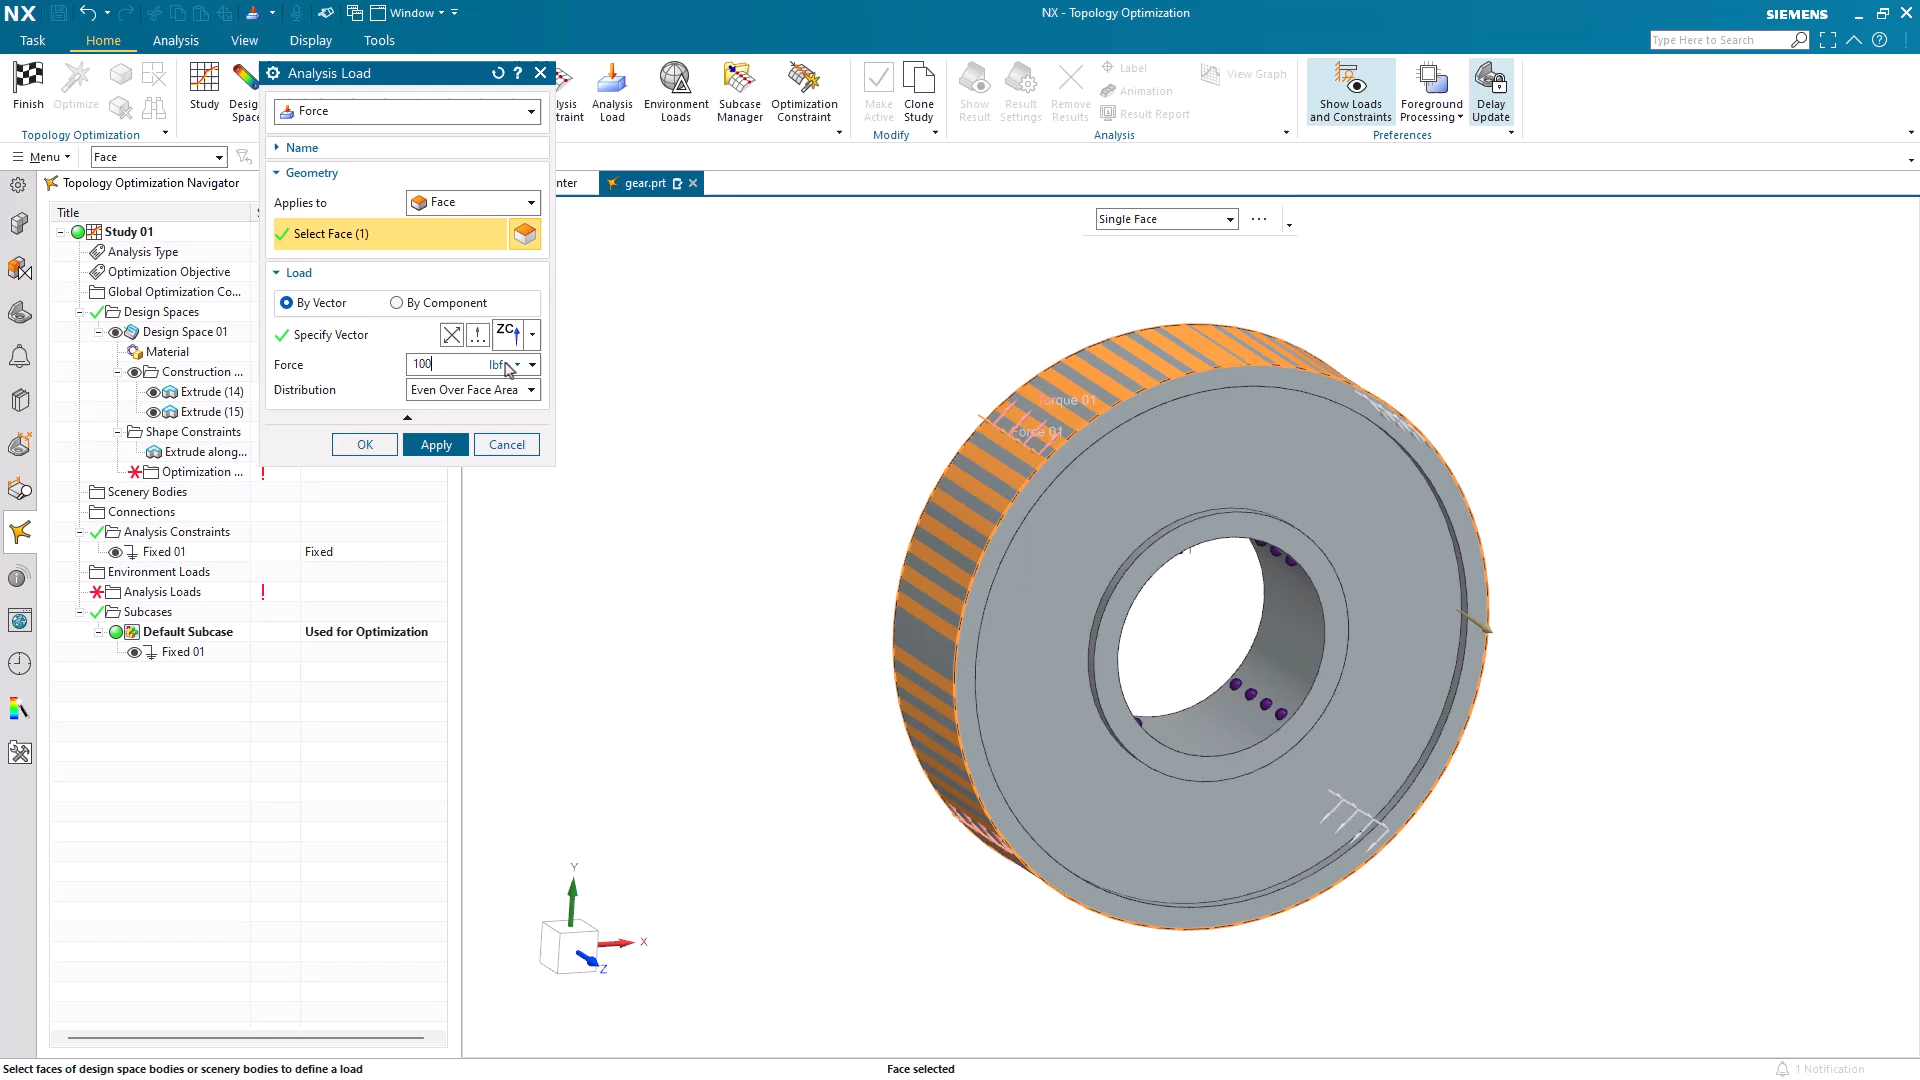 NX
Window
NX - Topology Optimization
SIEMENS
Task
Home
Analysis
View
Display
Tools
Type Here to Search
Finish
Optimize
Study
Analysis Load
Analysis
Load
Environment
Loads
Subcase
Manager
Optimization
Constraint
Make
Active
Clone
Study
Show
Result
Result
Settings
Remove
Results
Label
Animation
Result Report
View Graph
Show Loads
and Constraints
Foreground
Processing
Delay
Update
Topology Optimization
Modify
Analysis
Preferences
Menu
Face
Topology Optimization Navigator
gear.prt
Title
Study 01
Analysis Type
Optimization Objective
Global Optimization Co...
Design Spaces
Design Space 01
Material
Construction ...
Extrude (14)
Extrude (15)
Shape Constraints
Extrude along...
Optimization ...
Scenery Bodies
Connections
Analysis Constraints
Fixed 01
Fixed
Environment Loads
Analysis Loads
Subcases
Default Subcase
Used for Optimization
Fixed 01
Force
Name
Geometry
Applies to
Face
Select Face (1)
Load
By Vector
By Component
Specify Vector
ZC
Force
100
lbf
Distribution
Even Over Face Area
OK
Apply
Cancel
Single Face
Torque 01
Force 01
Y
X
Z
Select faces of design space bodies or scenery bodies to define a load
Face selected
1 Notification